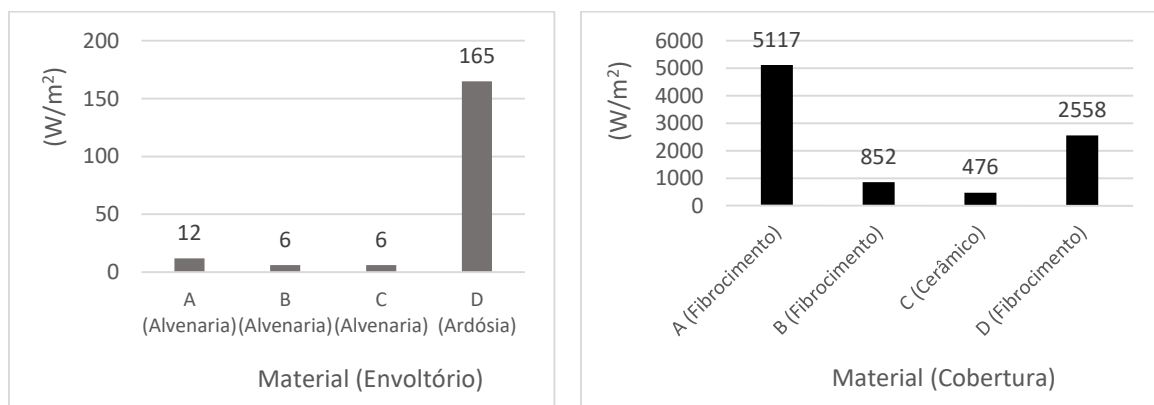 (W/m²)
200
150
100
50
0
12
6
6
165
A
(Alvenaria)
B
(Alvenaria)
C
(Alvenaria)
D
(Ardósia)
Material (Envoltório)
(W/m²)
6000
5000
4000
3000
2000
1000
0
5117
852
476
2558
A (Fibrocimento)
B (Fibrocimento)
C (Cerâmico)
D (Fibrocimento)
Material (Cobertura)